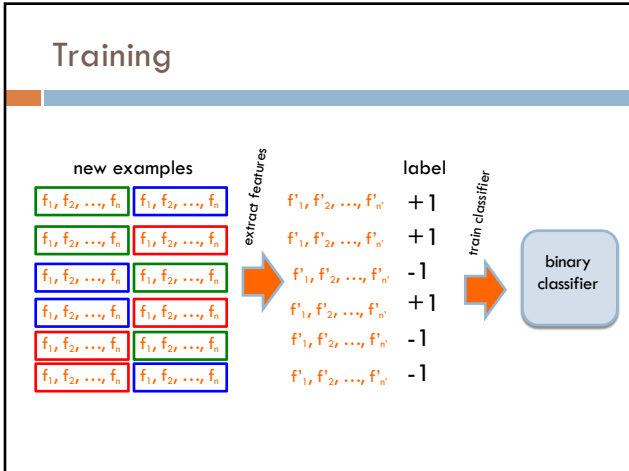 Training
new examples
extract features
label
train classifier
f₁, f₂, …, fₙ f₁, f₂, …, fₙ f'₁, f'₂, …, f'ₙ' +1
f₁, f₂, …, fₙ f₁, f₂, …, fₙ f'₁, f'₂, …, f'ₙ' +1
f₁, f₂, …, fₙ f₁, f₂, …, fₙ f'₁, f'₂, …, f'ₙ' -1
f₁, f₂, …, fₙ f₁, f₂, …, fₙ f'₁, f'₂, …, f'ₙ' +1
f₁, f₂, …, fₙ f₁, f₂, …, fₙ f'₁, f'₂, …, f'ₙ' -1
f₁, f₂, …, fₙ f₁, f₂, …, fₙ f'₁, f'₂, …, f'ₙ' -1
binary
classifier